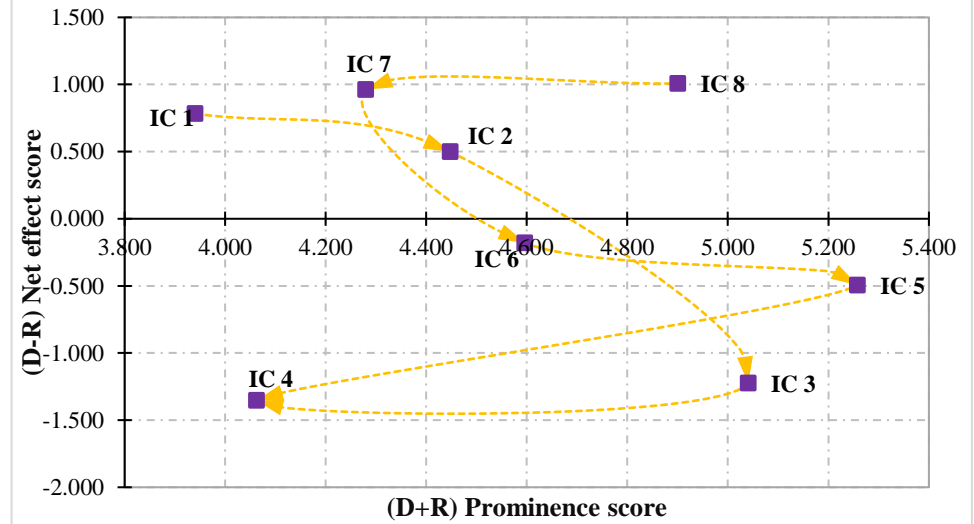 1.500
1.000
0.500
0.000
-0.500
-1.000
-1.500
-2.000
3.800 4.000 4.200 4.400 4.600 4.800 5.000 5.200 5.400
(D-R) Net effect score
(D+R) Prominence score
IC 7
IC 8
IC 1
IC 2
IC 6
IC 5
IC 4
IC 3